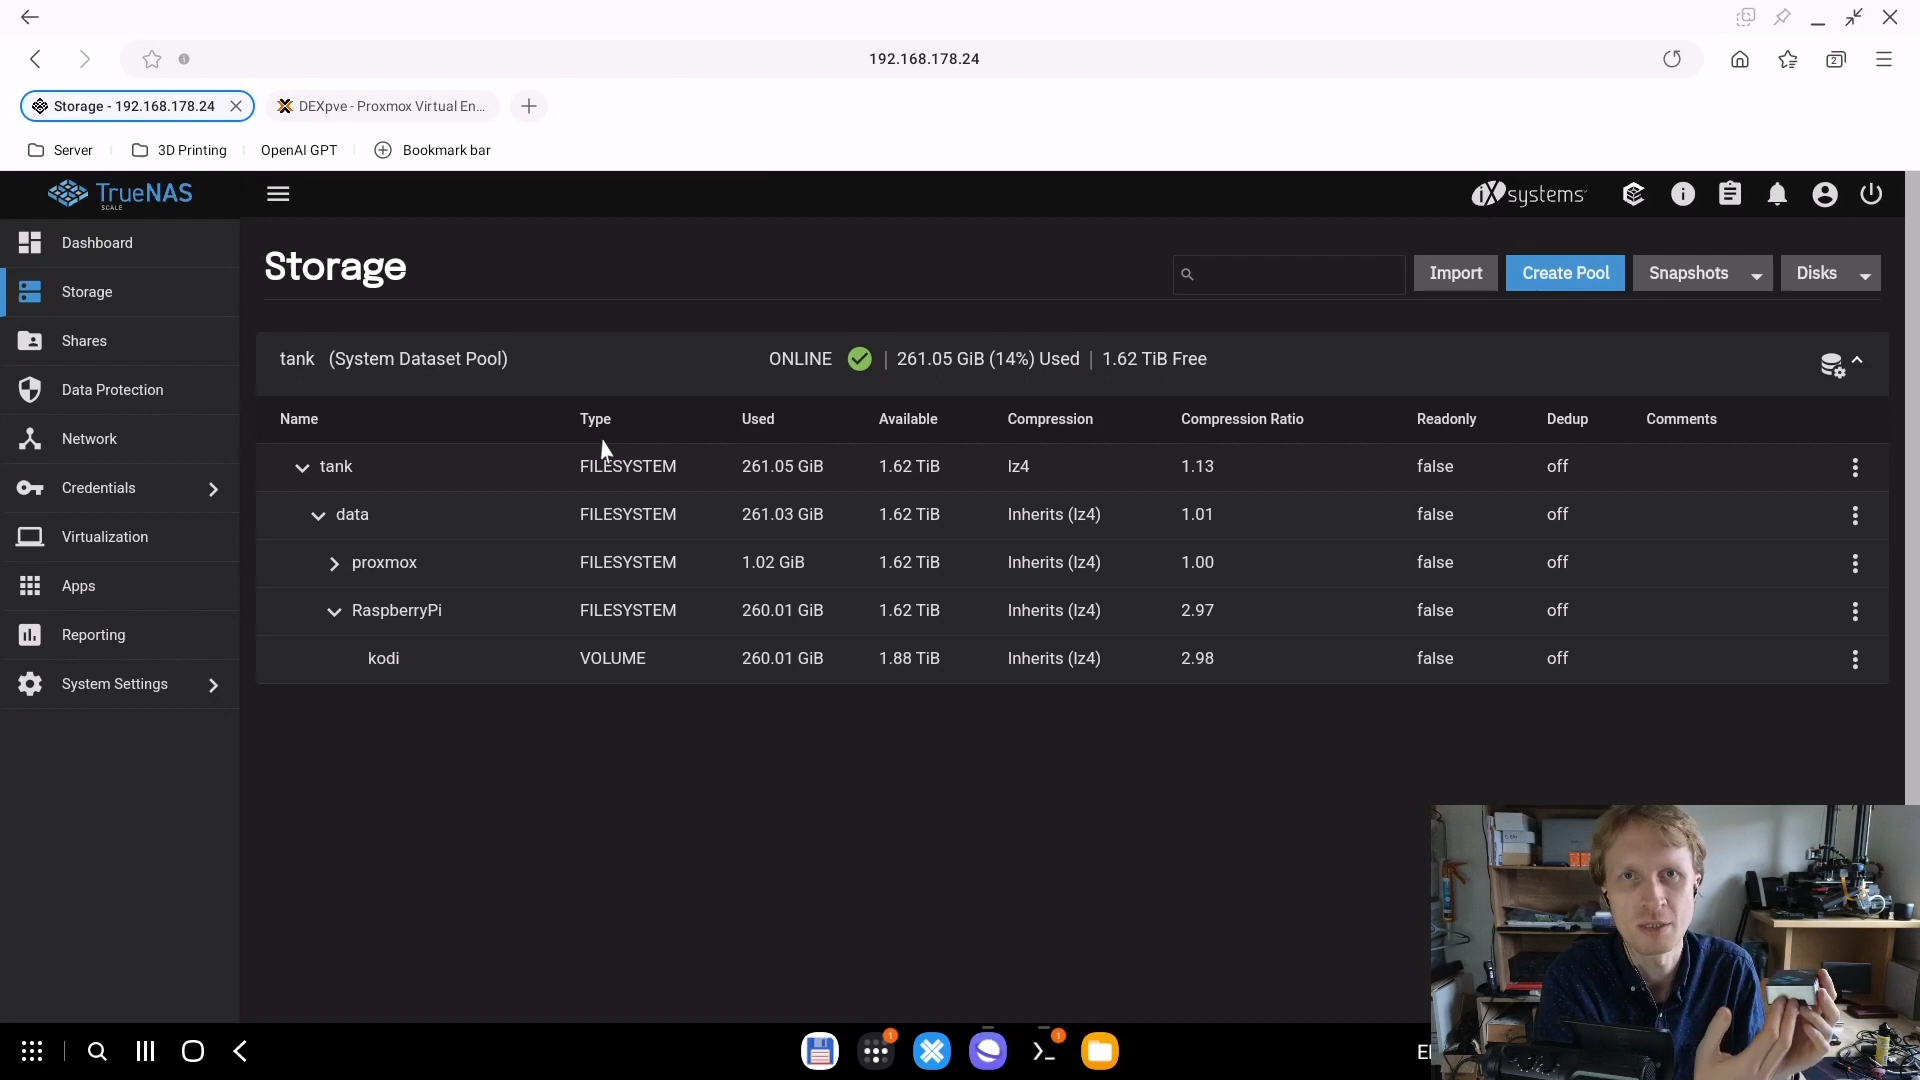 192.168.178.24
2
Storage - 192.168.178.24
DEXpve - Proxmox Virtual En...
Server
3D Printing
OpenAI GPT
Bookmark bar
TrueNAS
SCALE
iXsystems
Dashboard
Storage
Shares
Data Protection
Network
Credentials
Virtualization
Apps
Reporting
System Settings
Storage
Import
Create Pool
Snapshots
Disks
tank (System Dataset Pool)
ONLINE | 261.05 GiB (14%) Used | 1.62 TiB Free
Name Type Used Available Compression Compression Ratio Readonly Dedup Comments
tank FILESYSTEM 261.05 GiB 1.62 TiB lz4 1.13 false off
data FILESYSTEM 261.03 GiB 1.62 TiB Inherits (lz4) 1.01 false off
proxmox FILESYSTEM 1.02 GiB 1.62 TiB Inherits (lz4) 1.00 false off
RaspberryPi FILESYSTEM 260.01 GiB 1.62 TiB Inherits (lz4) 2.97 false off
kodi VOLUME 260.01 GiB 1.88 TiB Inherits (lz4) 2.98 false off
1
1